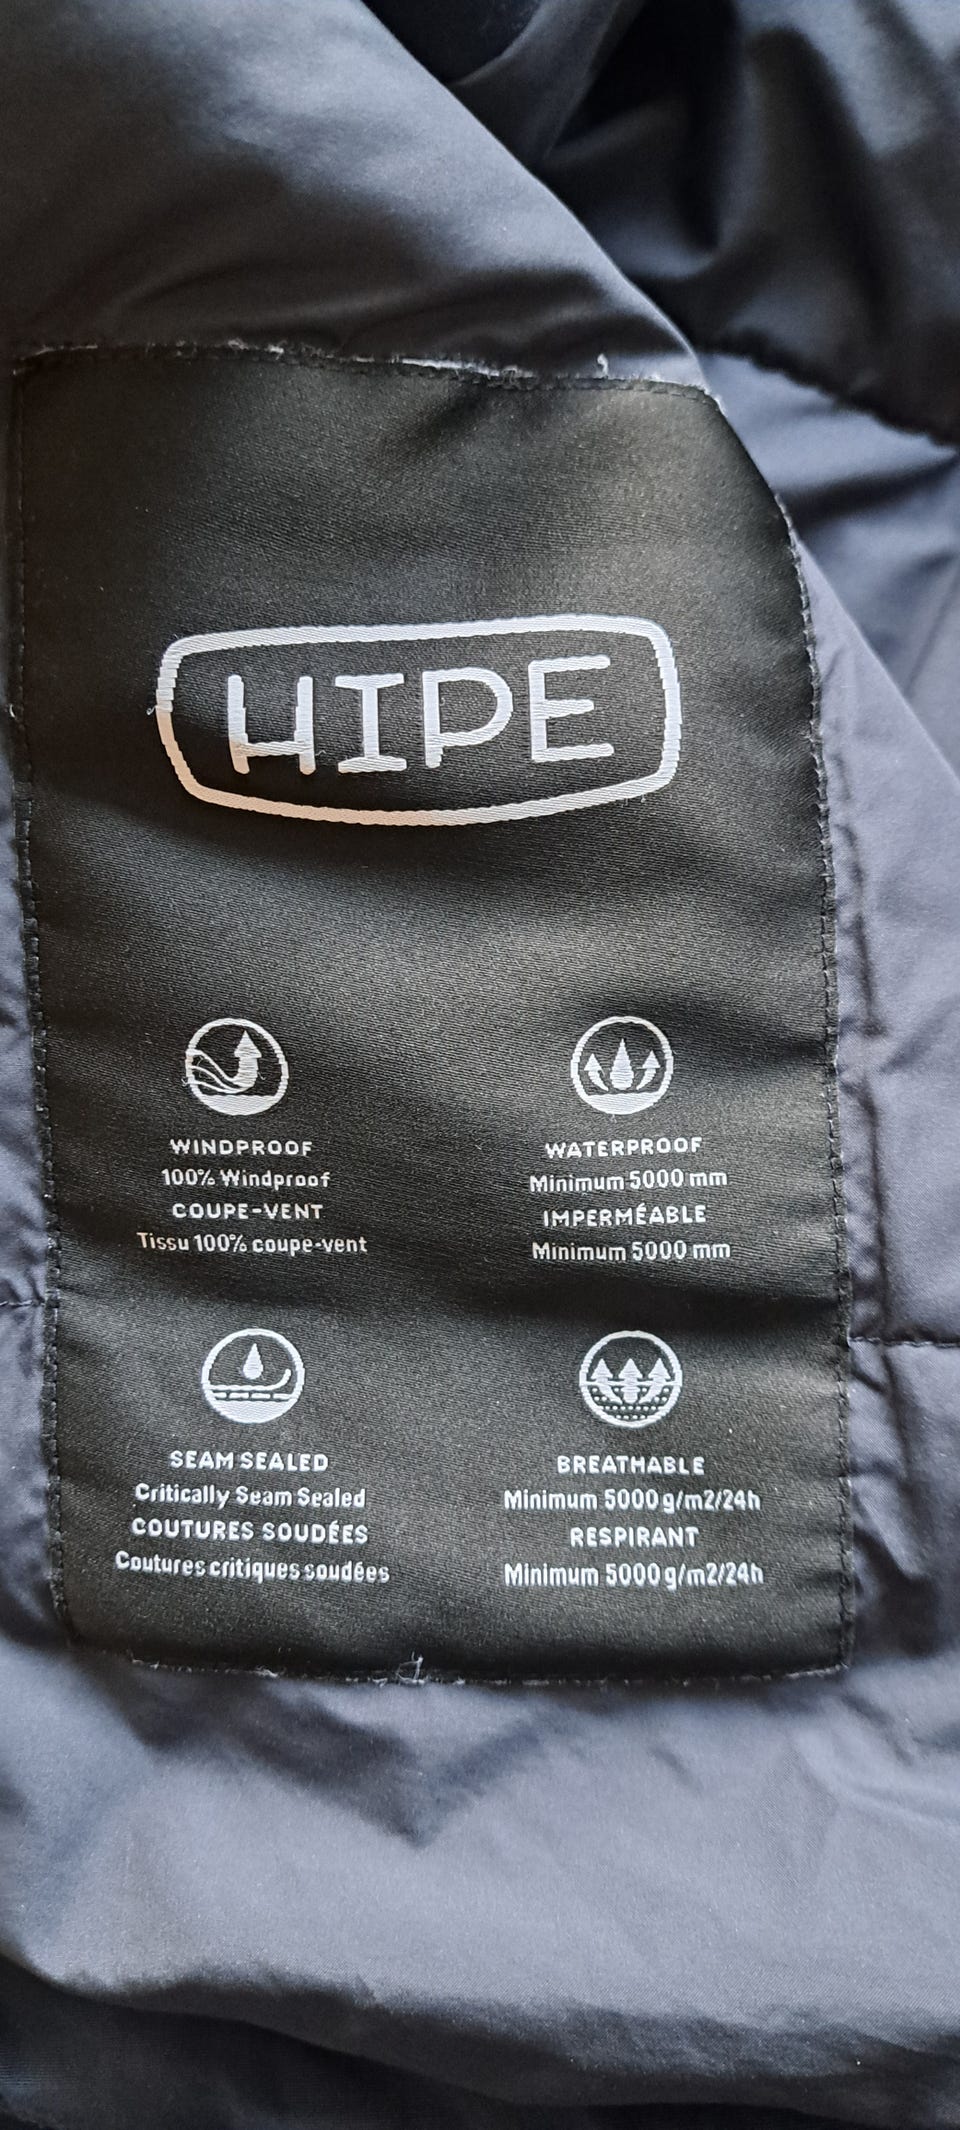 HIPE
WINDPROOF
100% Windproof
COUPE-VENT
Tissu 100% coupe-vent
WATERPROOF
Minimum 5000 mm
IMPERMÉABLE
Minimum 5000 mm
SEAM SEALED
Critically Seam Sealed
COUTURES SOUDÉES
Coutures critiques soudées
BREATHABLE
Minimum 5000 g/m2/24h
RESPIRANT
Minimum 5000 g/m2/24h